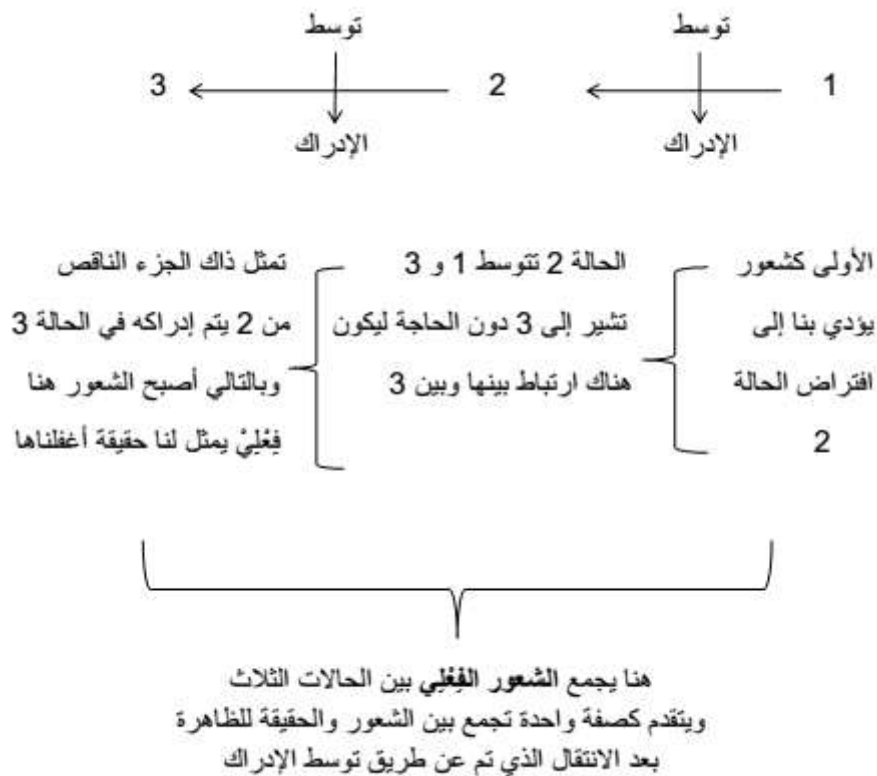 توسط
توسط
1
2
3
الإدراك
الإدراك
الأولى كشعور
يؤدي بنا إلى
افتراض الحالة
2
الحالة 2 تتوسط 1 و 3
تشير إلى 3 دون الحاجة ليكون
هناك ارتباط بينها وبين 3
تمثل ذاك الجزء الناقص
من 2 يتم إدراكه في الحالة 3
وبالتالي أصبح الشعور هنا
فِعْلِيْ يمثل لنا حقيقة أغفلناها
هنا يجمع الشعور الفِعْلِي بين الحالات الثلاث
ويتقدم كصفة واحدة تجمع بين الشعور والحقيقة للظاهرة
بعد الانتقال الذي تم عن طريق توسط الإدراك